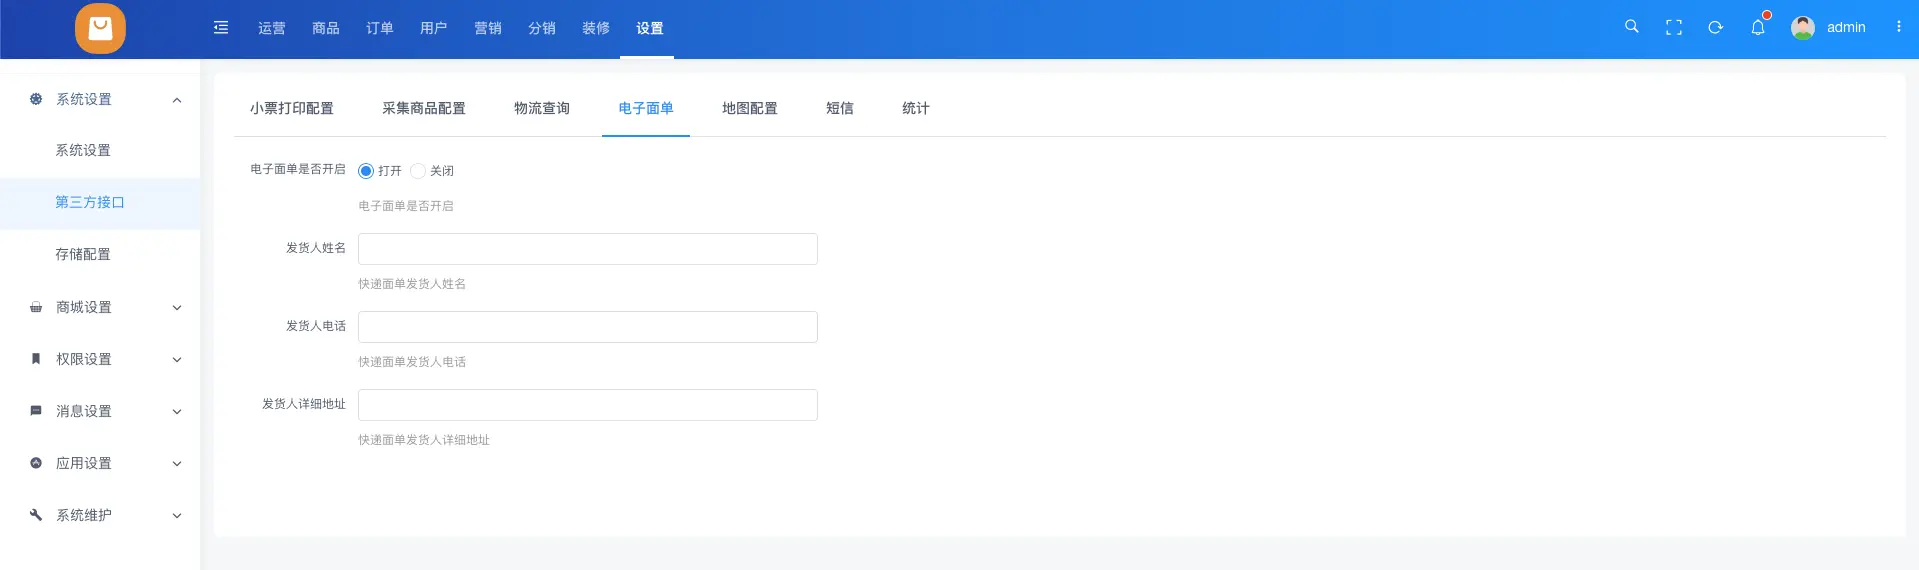 运营 商品 订单 用户 营销 分销 装修 设置 admin
系统设置
系统设置
第三方接口
存储配置
商城设置
权限设置
消息设置
应用设置
系统维护
小票打印配置 采集商品配置 物流查询 电子面单 地图配置 短信 统计
电子面单是否开启 打开 关闭
电子面单是否开启
发货人姓名
快递面单发货人姓名
发货人电话
快递面单发货人电话
发货人详细地址
快递面单发货人详细地址